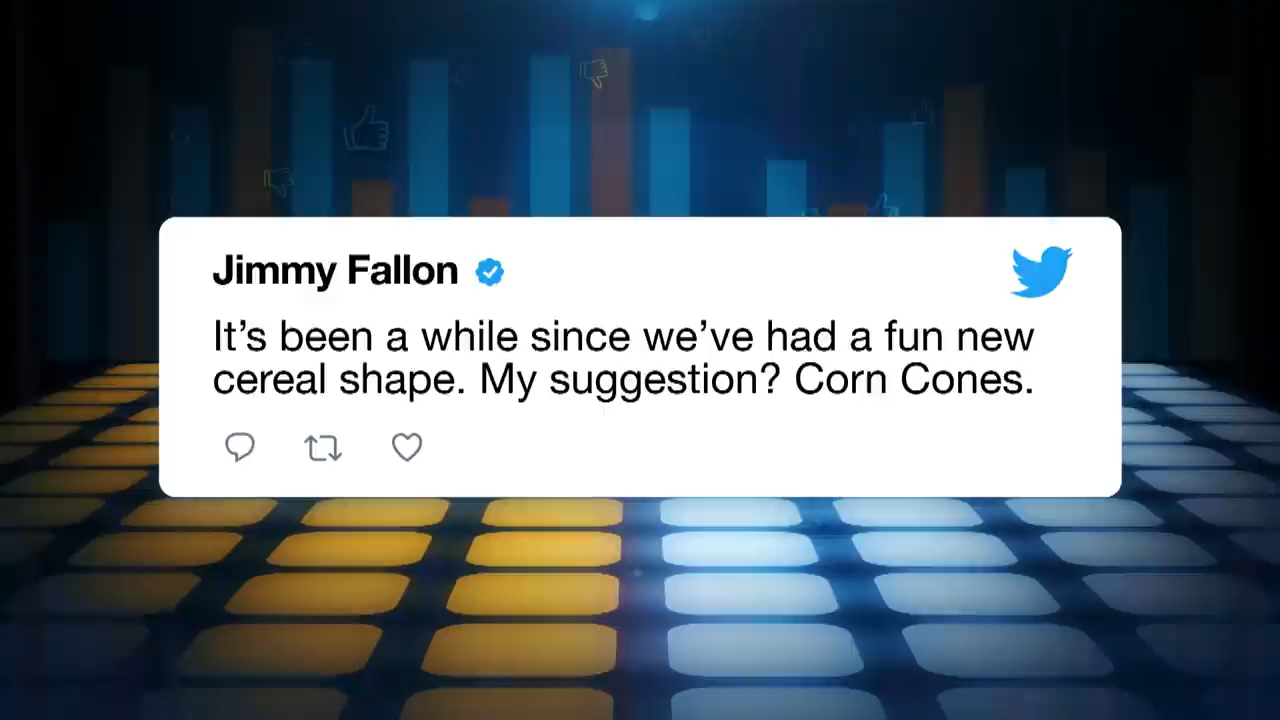 Jimmy Fallon
It’s been a while since we’ve had a fun new
cereal shape. My suggestion? Corn Cones.